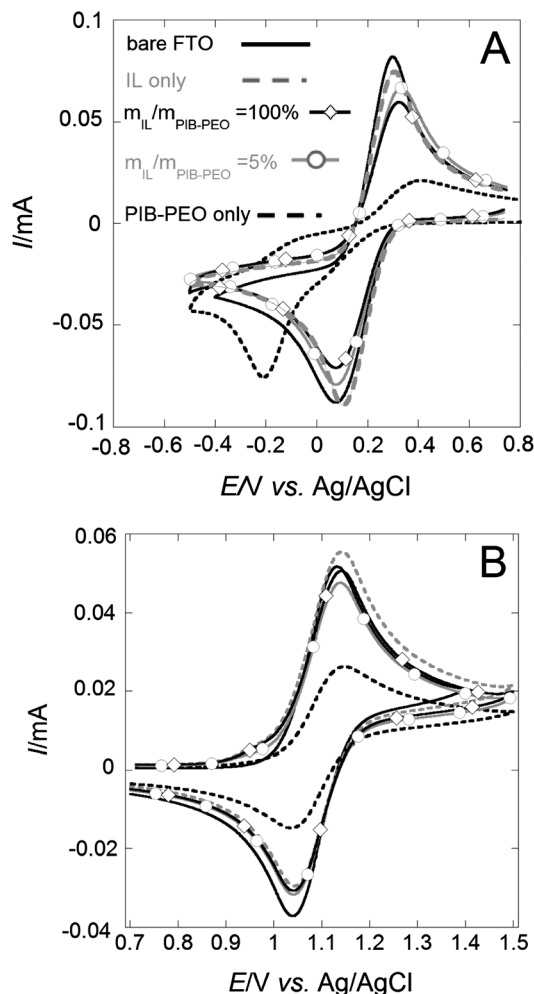 A
bare FTO
IL only
m_IL/m_PIB-PEO =100%
m_IL/m_PIB-PEO =5%
PIB-PEO only
0.1
0.05
0
-0.05
-0.1
I/mA
-0.8 -0.6 -0.4 -0.2 0 0.2 0.4 0.6 0.8
E/V vs. Ag/AgCl
B
0.06
0.04
0.02
0
-0.02
-0.04
I/mA
0.7 0.8 0.9 1 1.1 1.2 1.3 1.4 1.5
E/V vs. Ag/AgCl